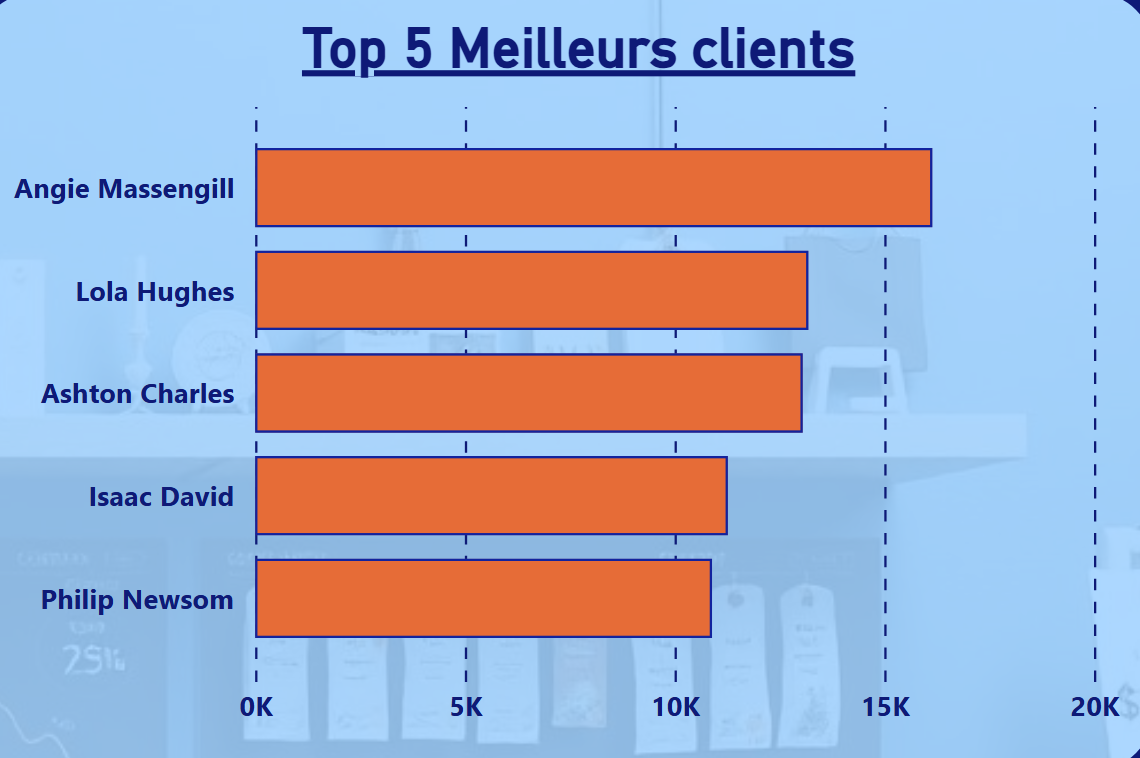 Top 5 Meilleurs clients
Angie Massengill
Lola Hughes
Ashton Charles
Isaac David
Philip Newsom
0K 5K 10K 15K 20K